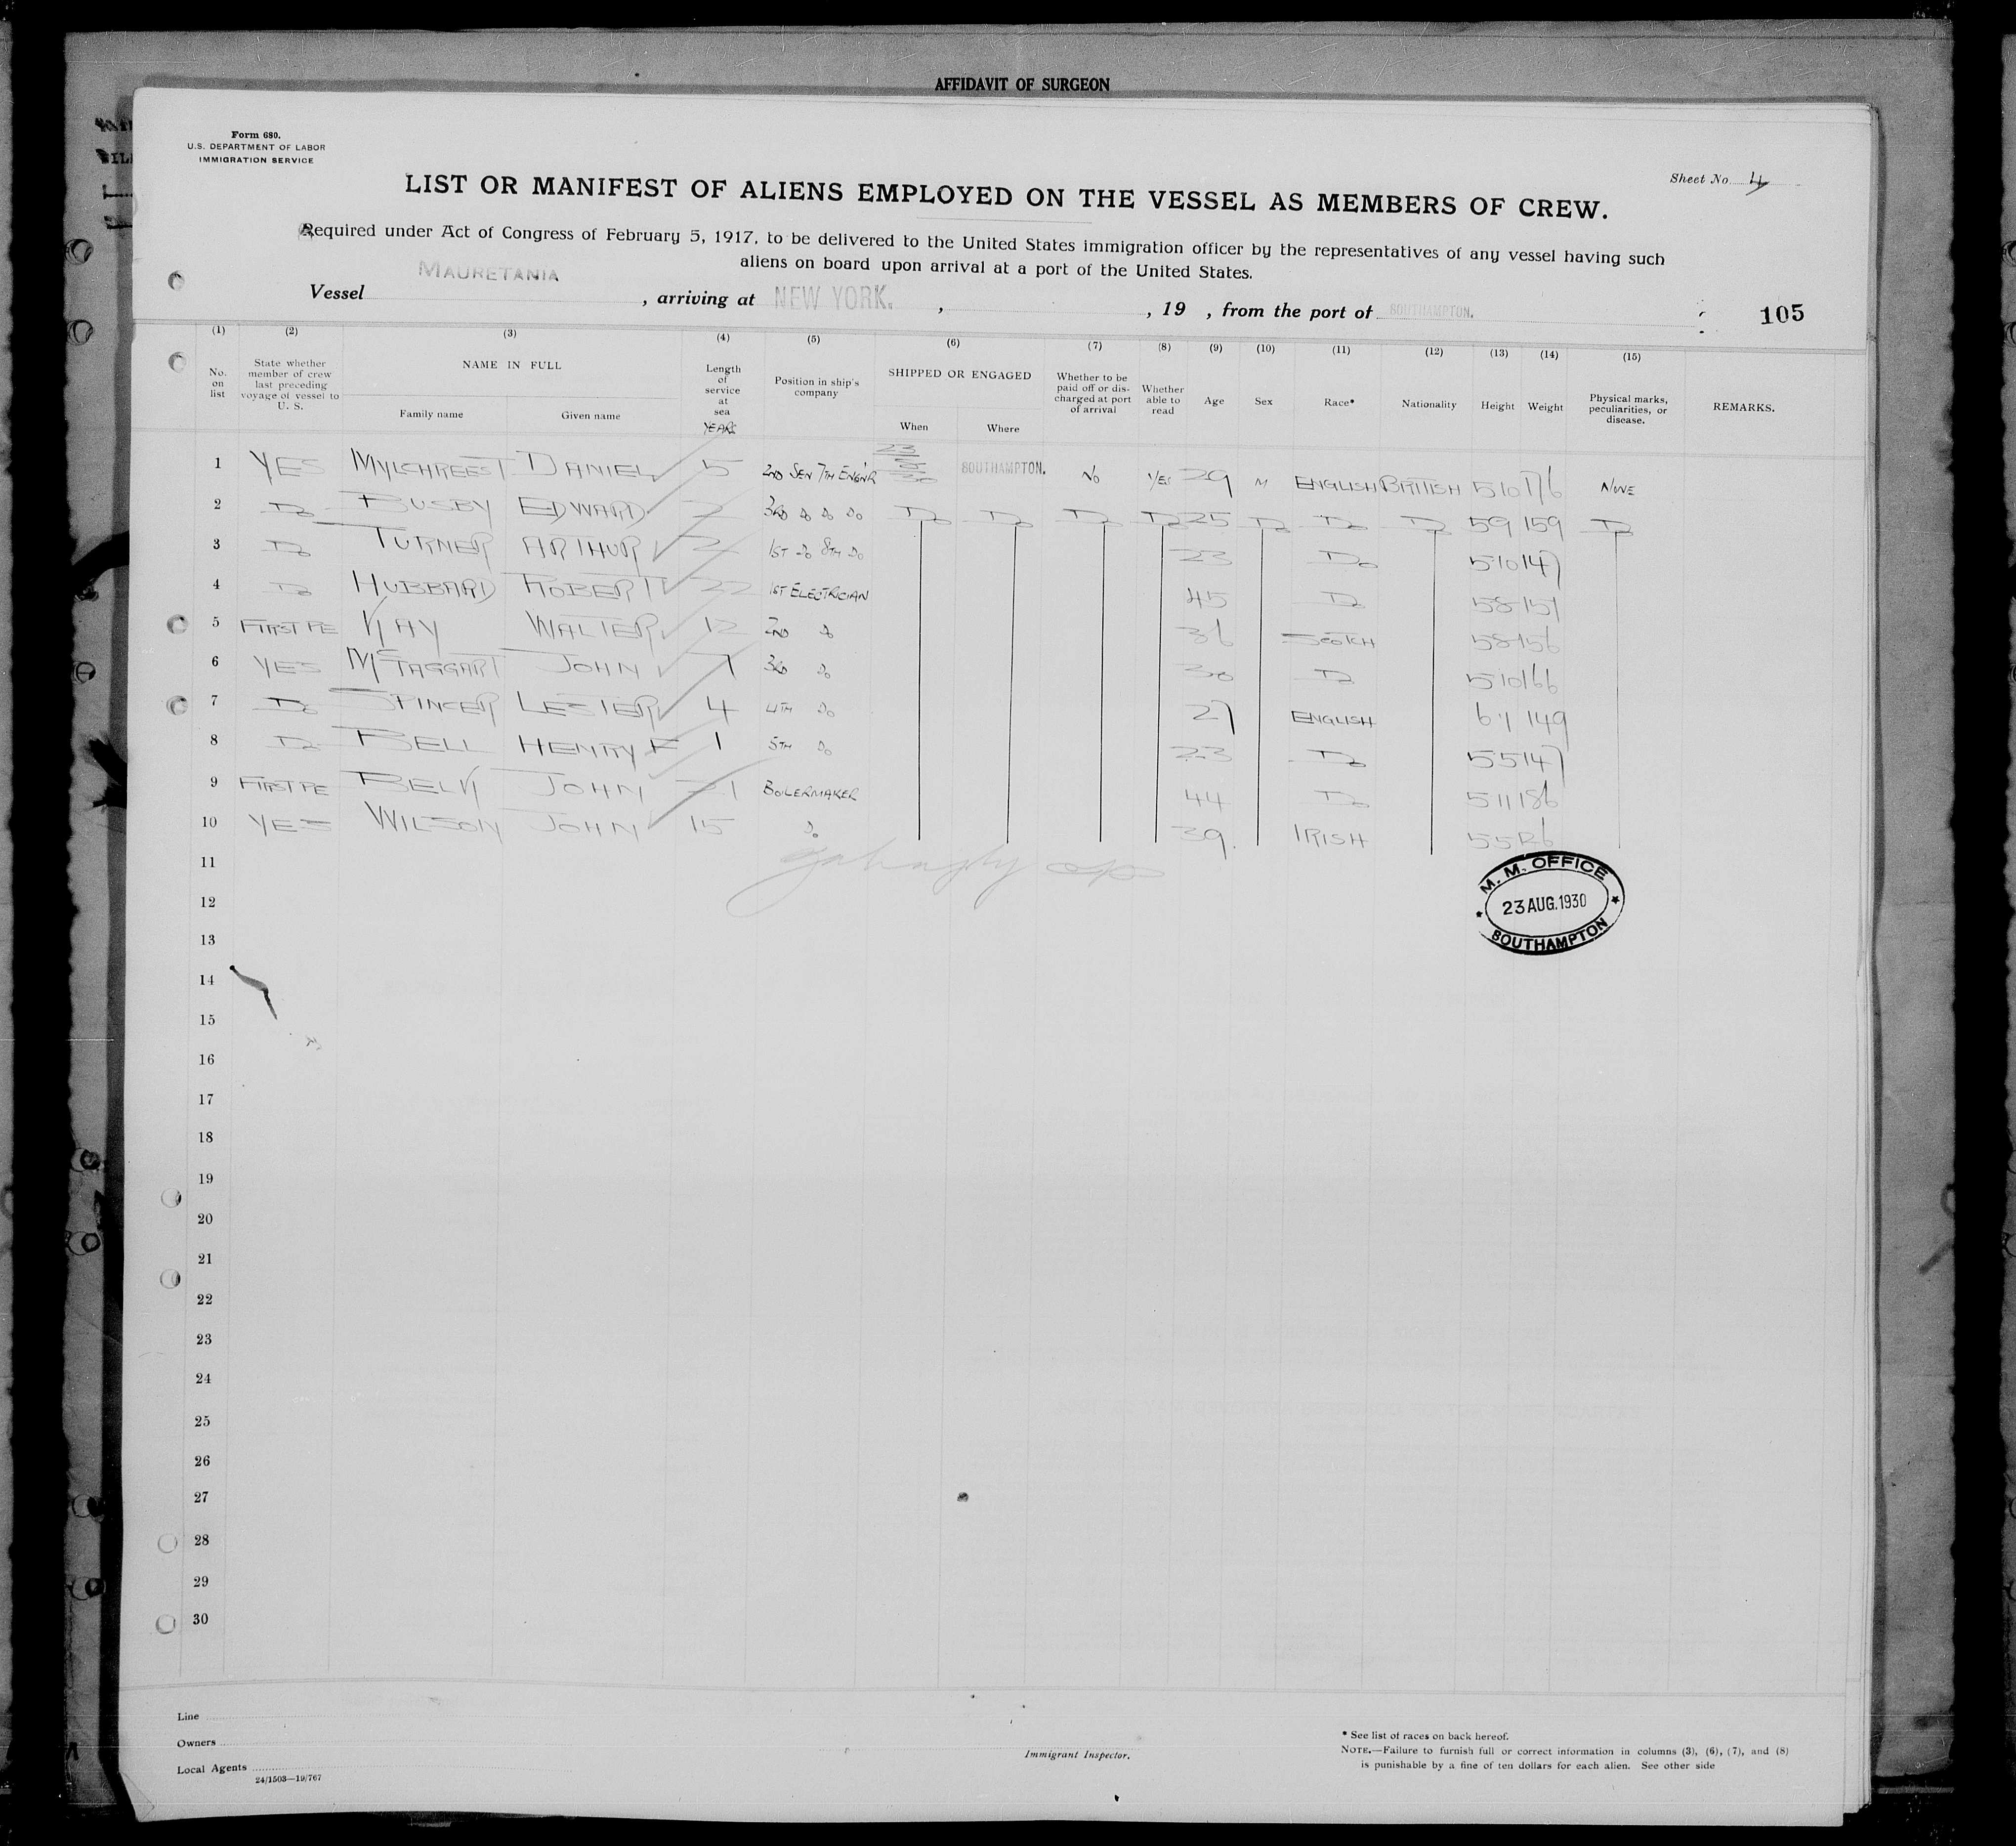 AFFIDAVIT OF SURGEON
Form 680.
U.S. DEPARTMENT OF LABOR
IMMIGRATION SERVICE
Sheet No. 4
LIST OR MANIFEST OF ALIENS EMPLOYED ON THE VESSEL AS MEMBERS OF CREW.
Required under Act of Congress of February 5, 1917, to be delivered to the United States immigration officer by the representatives of any vessel having such
aliens on board upon arrival at a port of the United States.
Vessel MAURETANIA, arriving at NEW YORK. , , 19 , from the port of SOUTHAMPTON. 105
(1) (2) (3) (4) (5) (6) (7) (8) (9) (10) (11) (12) (13) (14) (15)
No. on list State whether member of crew last preceding voyage of vessel to U. S. NAME IN FULL Family name Given name Length of service at sea YEARS Position in ship's company SHIPPED OR ENGAGED When Where Whether to be paid off or discharged at port of arrival Whether able to read Age Sex Race* Nationality Height Weight Physical marks, peculiarities, or disease. REMARKS.
1 YES MYLCHREEST DANIEL 5 2ND SEN 7TH ENGNR 23 8 30 SOUTHAMPTON. NO YES 29 M ENGLISH BRITISH 5 10 176 NONE
2 Do BUSBY EDWARD 2 3RD Do Do Do Do Do Do Do 25 Do Do Do 5 9 159 Do
3 Do TURNER ARTHUR 2 1ST Do 8TH Do 23 Do 5 10 147
4 Do HUBBARD ROBERT 22 1ST ELECTRICIAN 45 Do 5 8 151
5 KAY WALTER 12 2ND Do 36 SCOTCH 5 8 156
6 YES McTAGGART JOHN 7 3RD Do 30 Do 5 10 166
7 Do SPINCER LESTER 4 4TH Do 27 ENGLISH 6.1 149
8 Do BELL HENRY F 1 5TH Do 23 Do 5 5 147
9 JOHN 21 BOILERMAKER 44 Do 5 11 186
10 YES WILSON JOHN 15 Do 39. IRISH 5 5
11
12
13
14
15
16
17
18
19
20
21
22
23
24
25
26
27
28
29
30
M. M. OFFICE
23 AUG. 1930
SOUTHAMPTON
Line
Owners
Local Agents
24/1503—19/767
Immigrant Inspector.
* See list of races on back hereof.
NOTE.—Failure to furnish full or correct information in columns (3), (6), (7), and (8)
is punishable by a fine of ten dollars for each alien. See other side